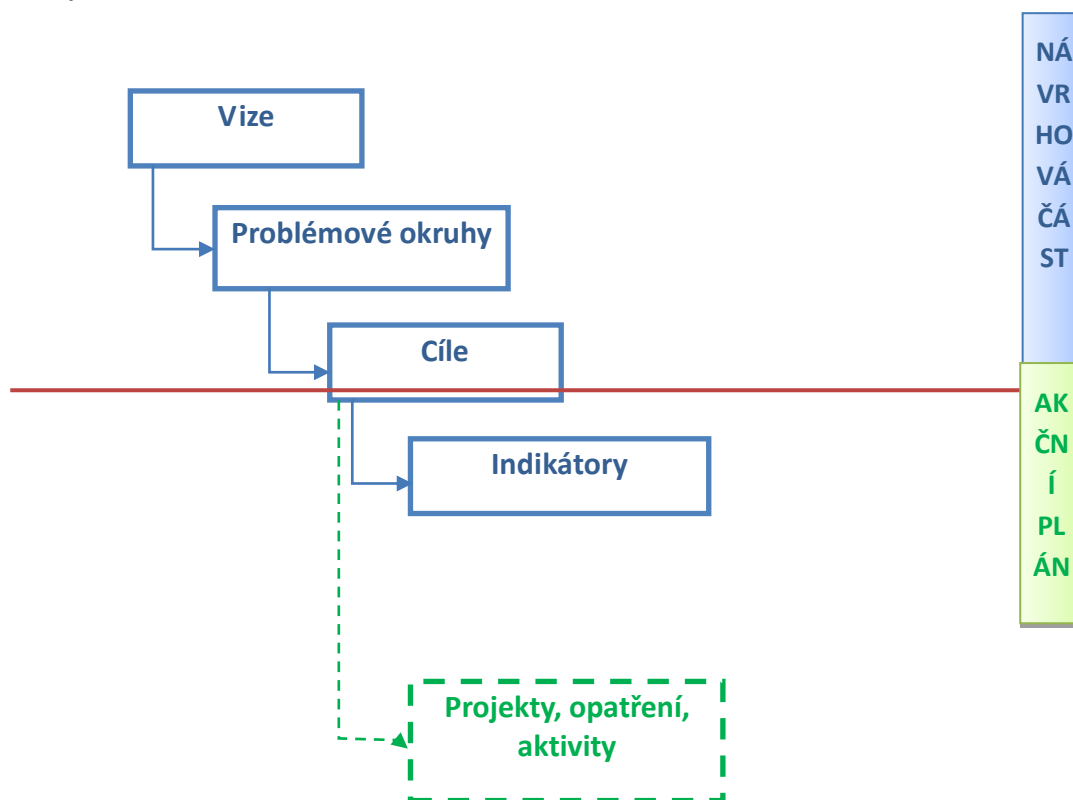 Vize
Problémové okruhy
Cíle
Indikátory
Projekty, opatření,
aktivity
NÁ
VR
HO
VÁ
ČÁ
ST
AK
ČN
Í
PL
ÁN